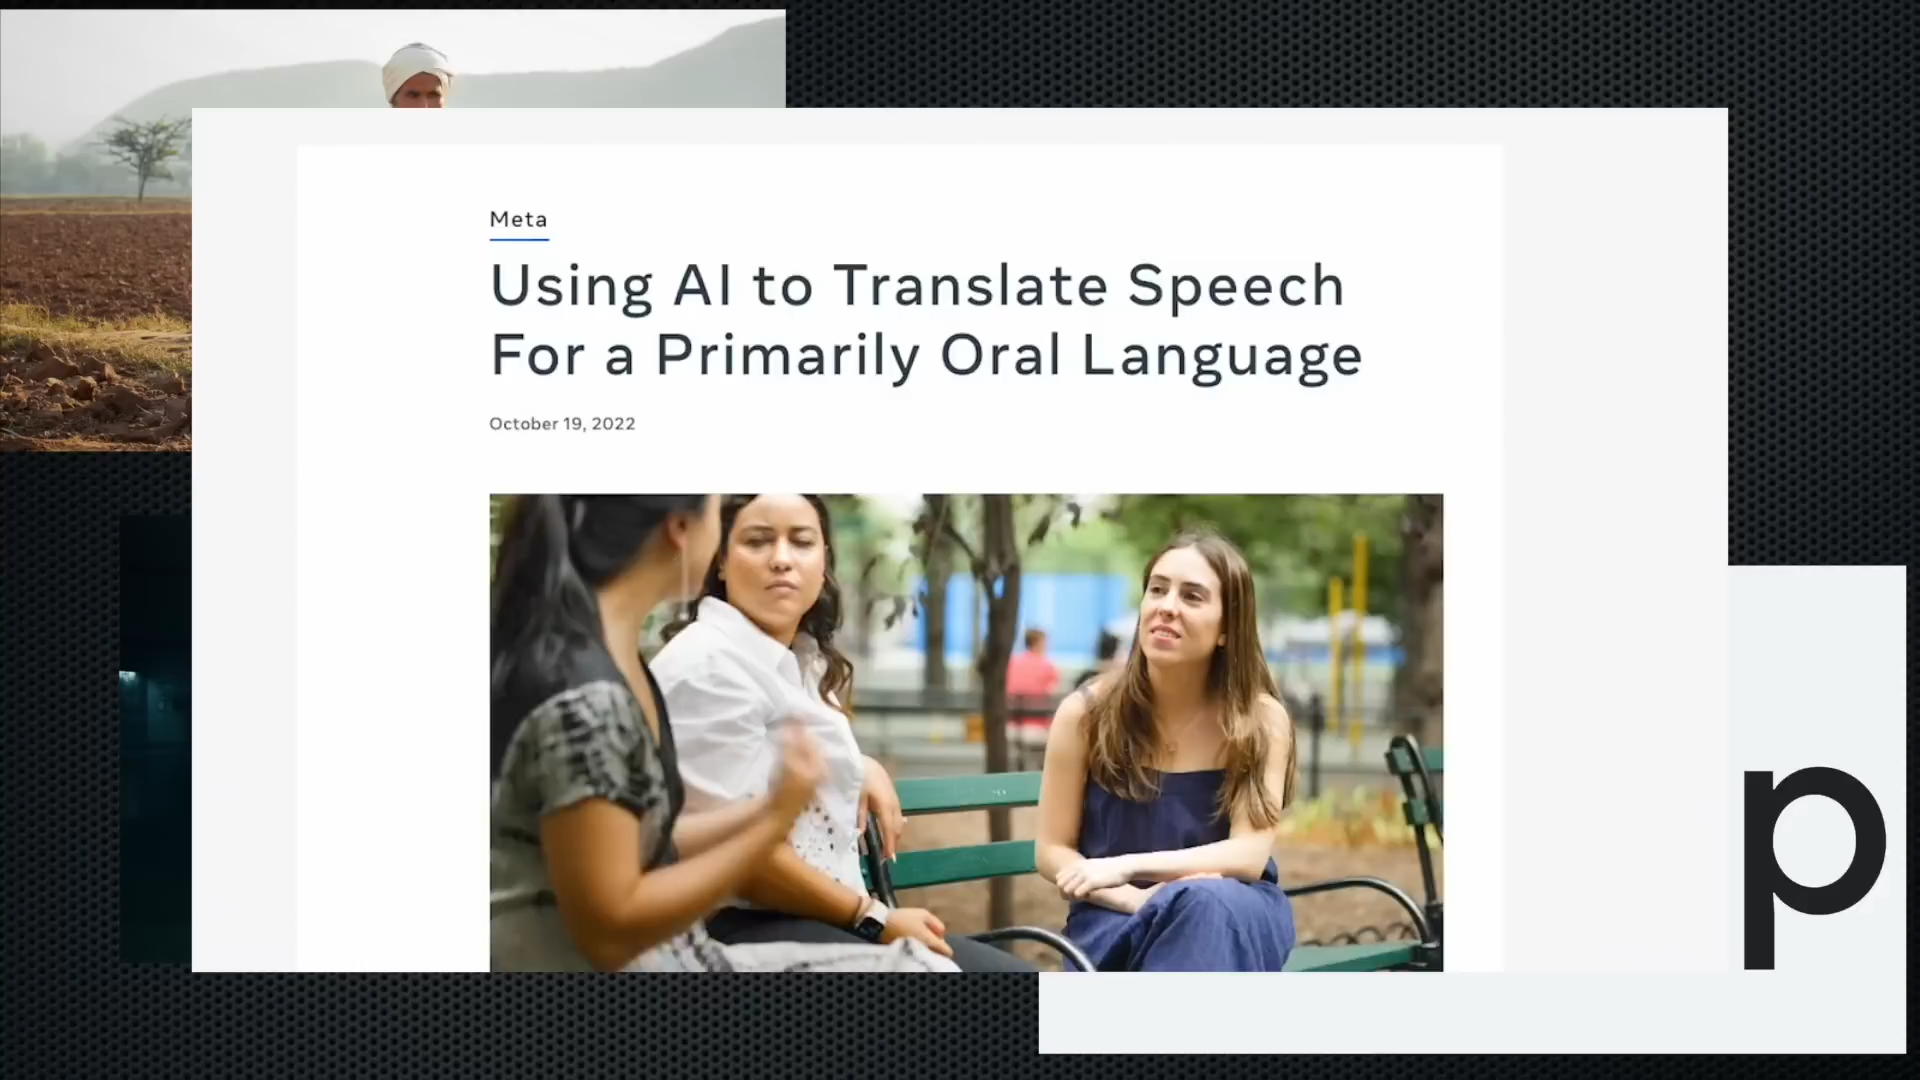 Meta
Using AI to Translate Speech
For a Primarily Oral Language
October 19, 2022
p